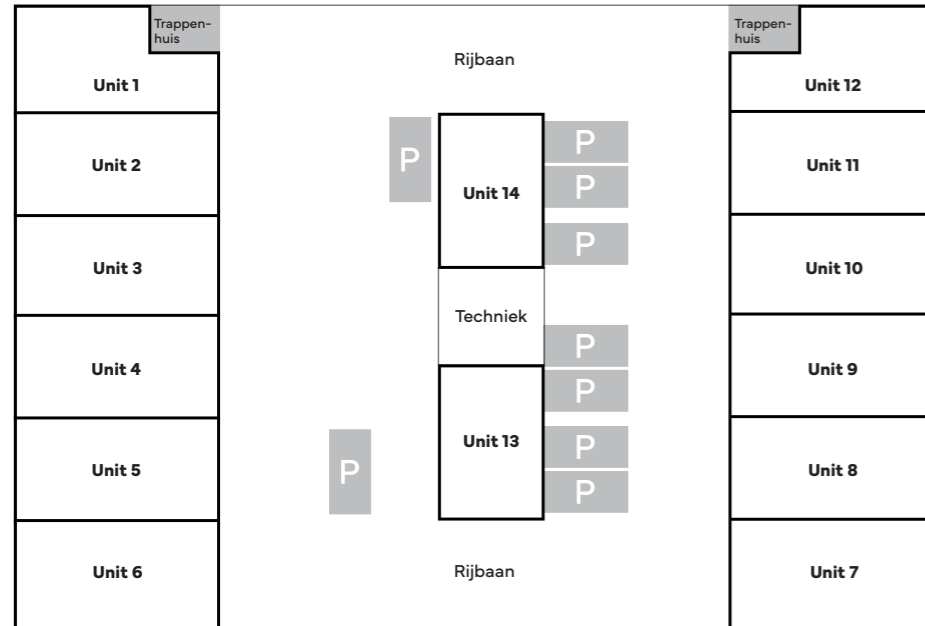 Trappen-
huis
Trappen-
huis
Rijbaan
Unit 1
Unit 12
P
P
Unit 2
Unit 11
P
Unit 14
P
Unit 3
Unit 10
Techniek
P
Unit 4
Unit 9
P
Unit 13
P
Unit 5
P
Unit 8
P
Unit 6
Rijbaan
Unit 7